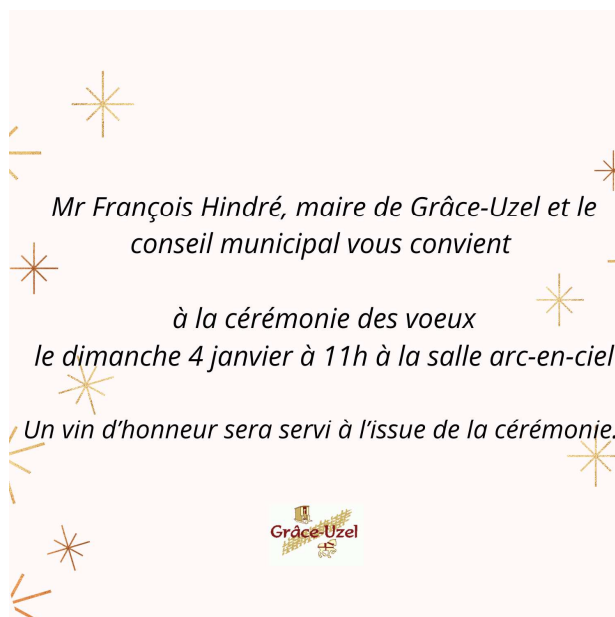 Mr François Hindré, maire de Grâce-Uzel et le
conseil municipal vous convient
à la cérémonie des voeux
le dimanche 4 janvier à 11h à la salle arc-en-ciel
Un vin d’honneur sera servi à l’issue de la cérémonie.
Grâce-Uzel